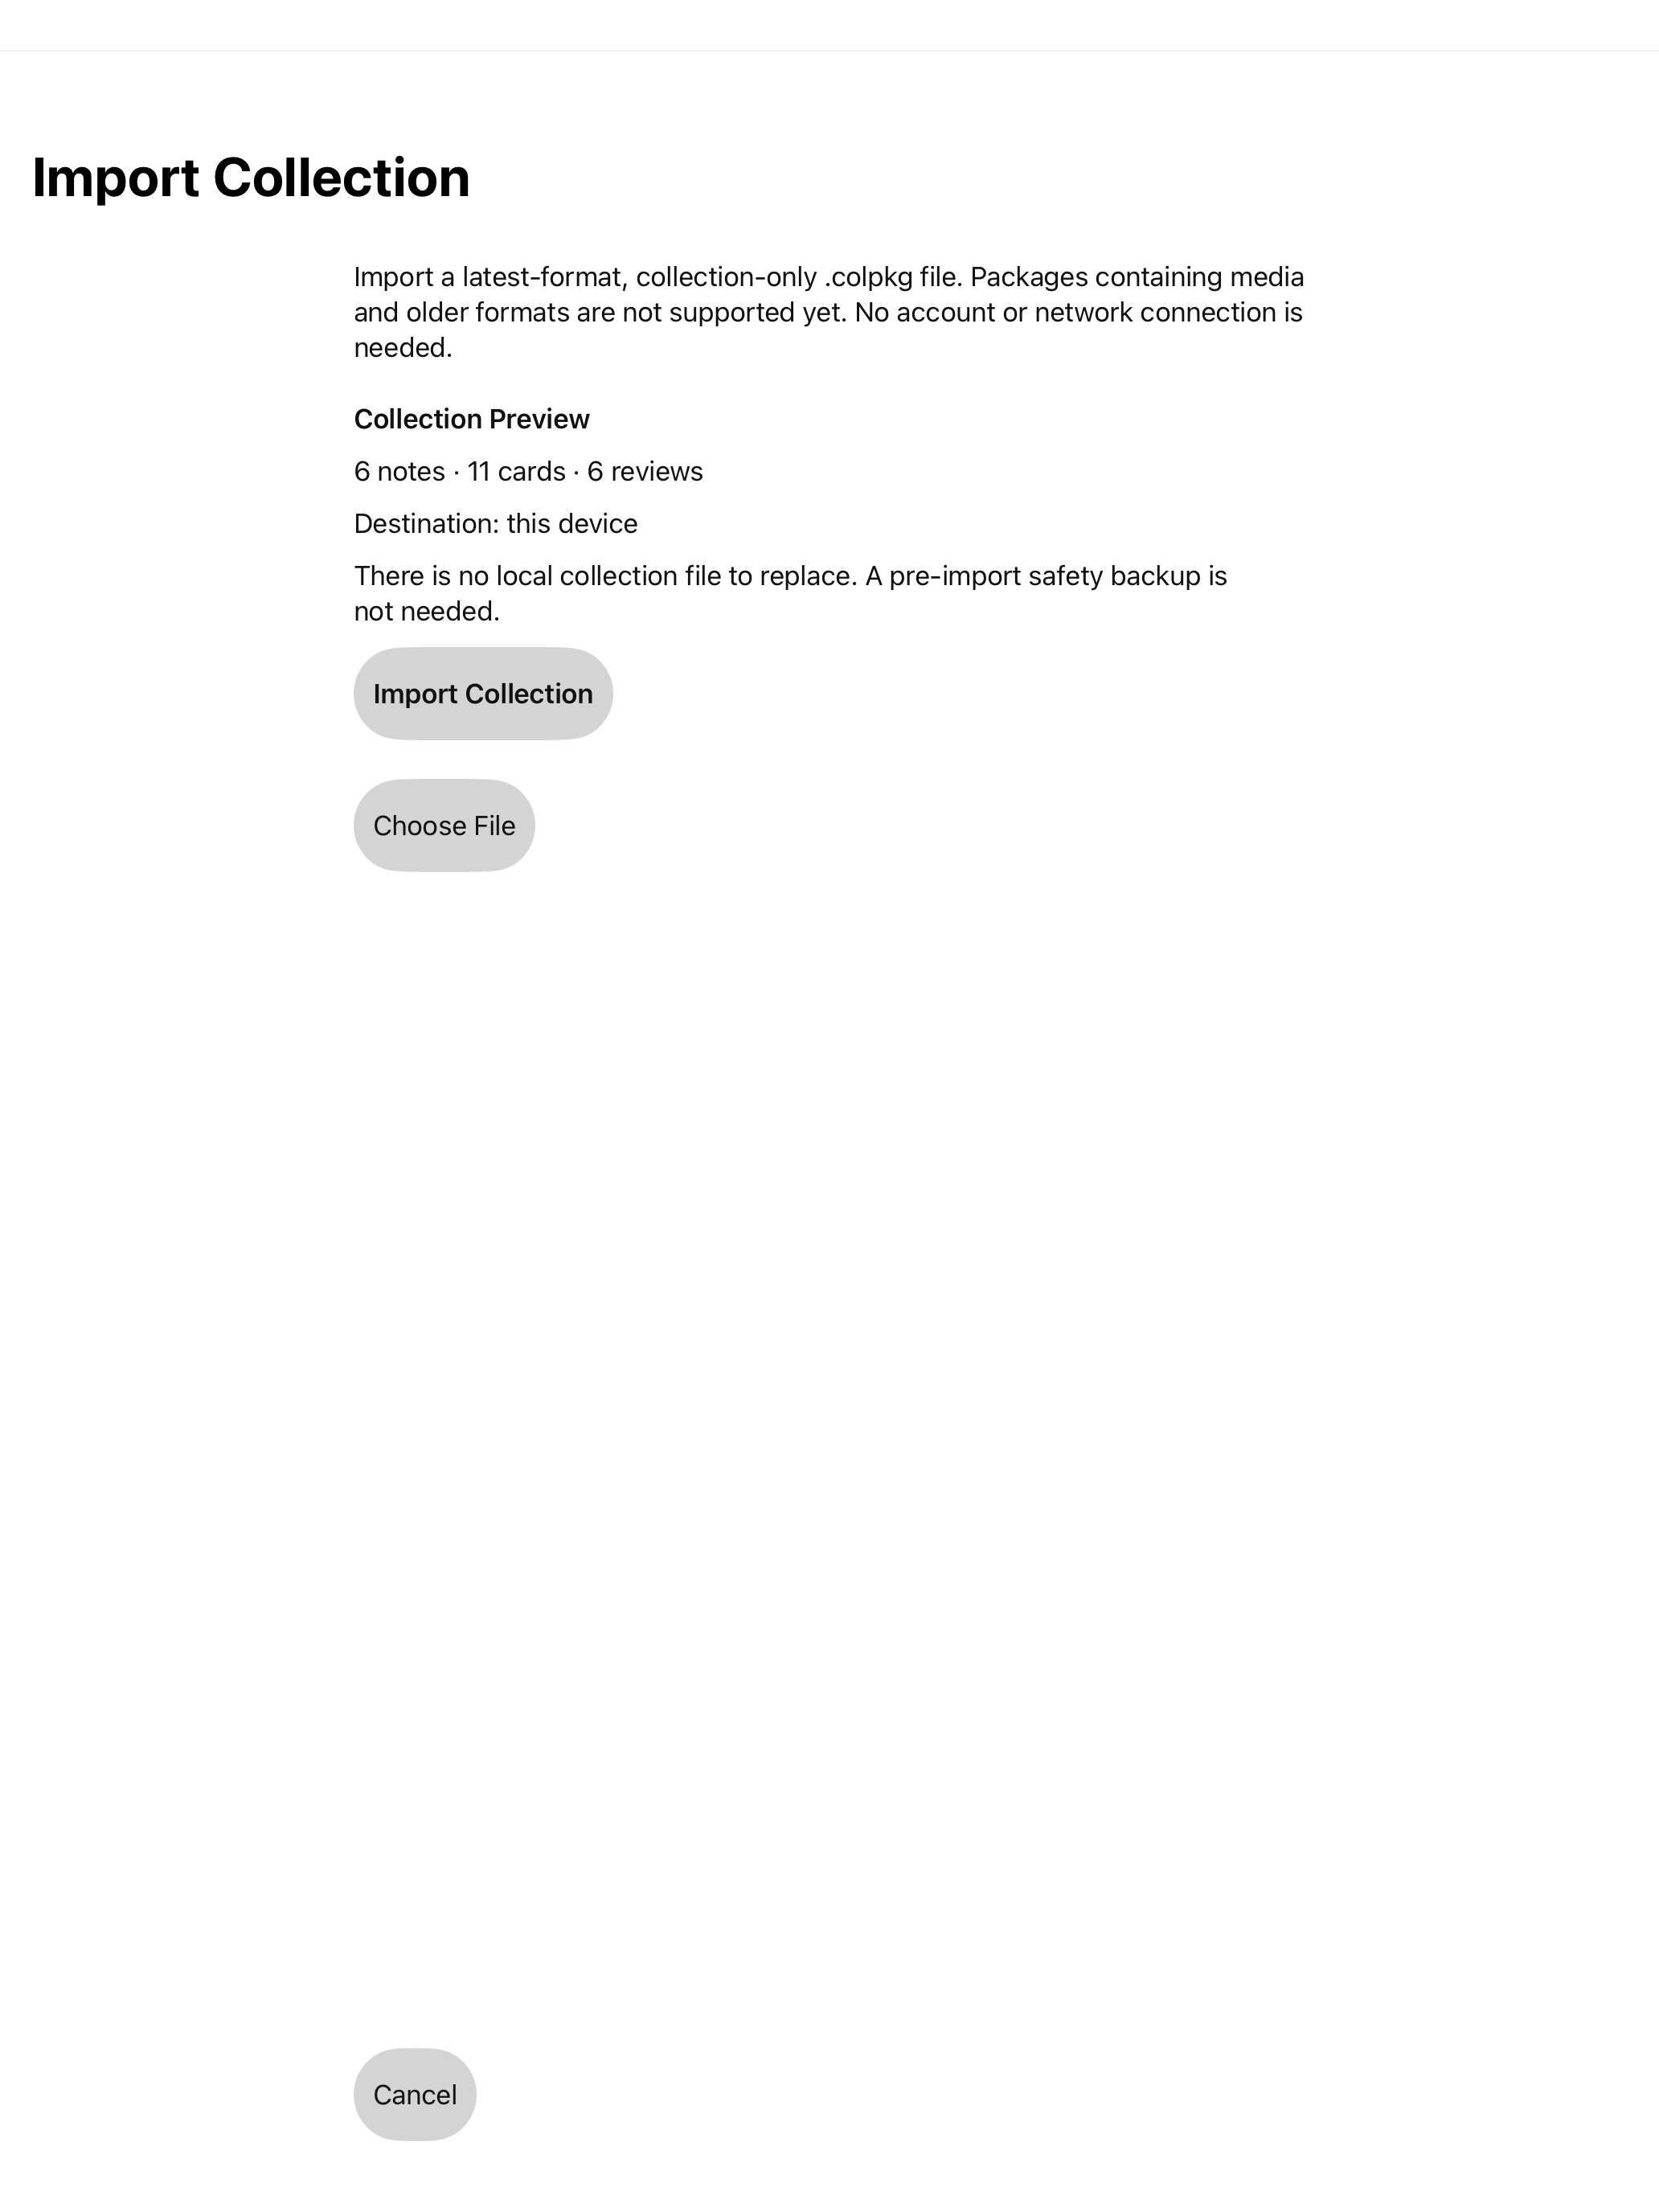 Import Collection
Import a latest-format, collection-only .colpkg file. Packages containing media
and older formats are not supported yet. No account or network connection is
needed.
Collection Preview
6 notes · 11 cards · 6 reviews
Destination: this device
There is no local collection file to replace. A pre-import safety backup is
not needed.
Import Collection
Choose File
Cancel